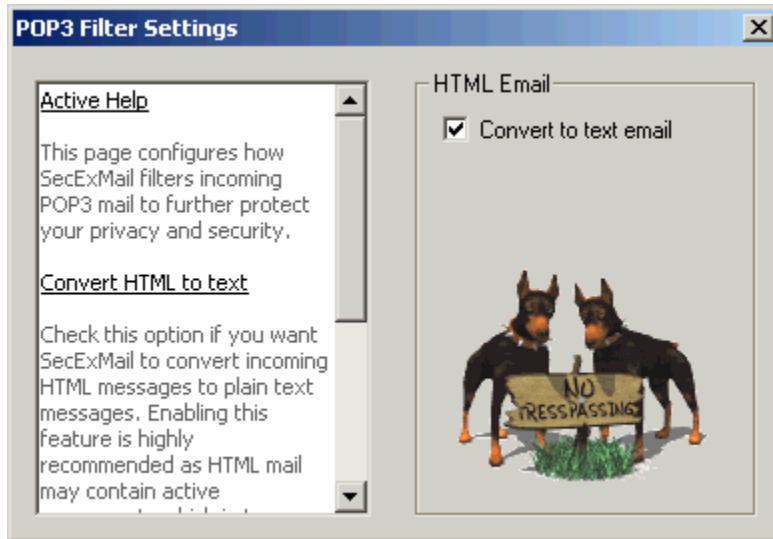 POP3 Filter Settings
Active Help
This page configures how
SecExMail filters incoming
POP3 mail to further protect
your privacy and security.
Convert HTML to text
Check this option if you want
SecExMail to convert incoming
HTML messages to plain text
messages. Enabling this
feature is highly
recommended as HTML mail
may contain active
HTML Email
Convert to text email
NO
TRESSPASSING